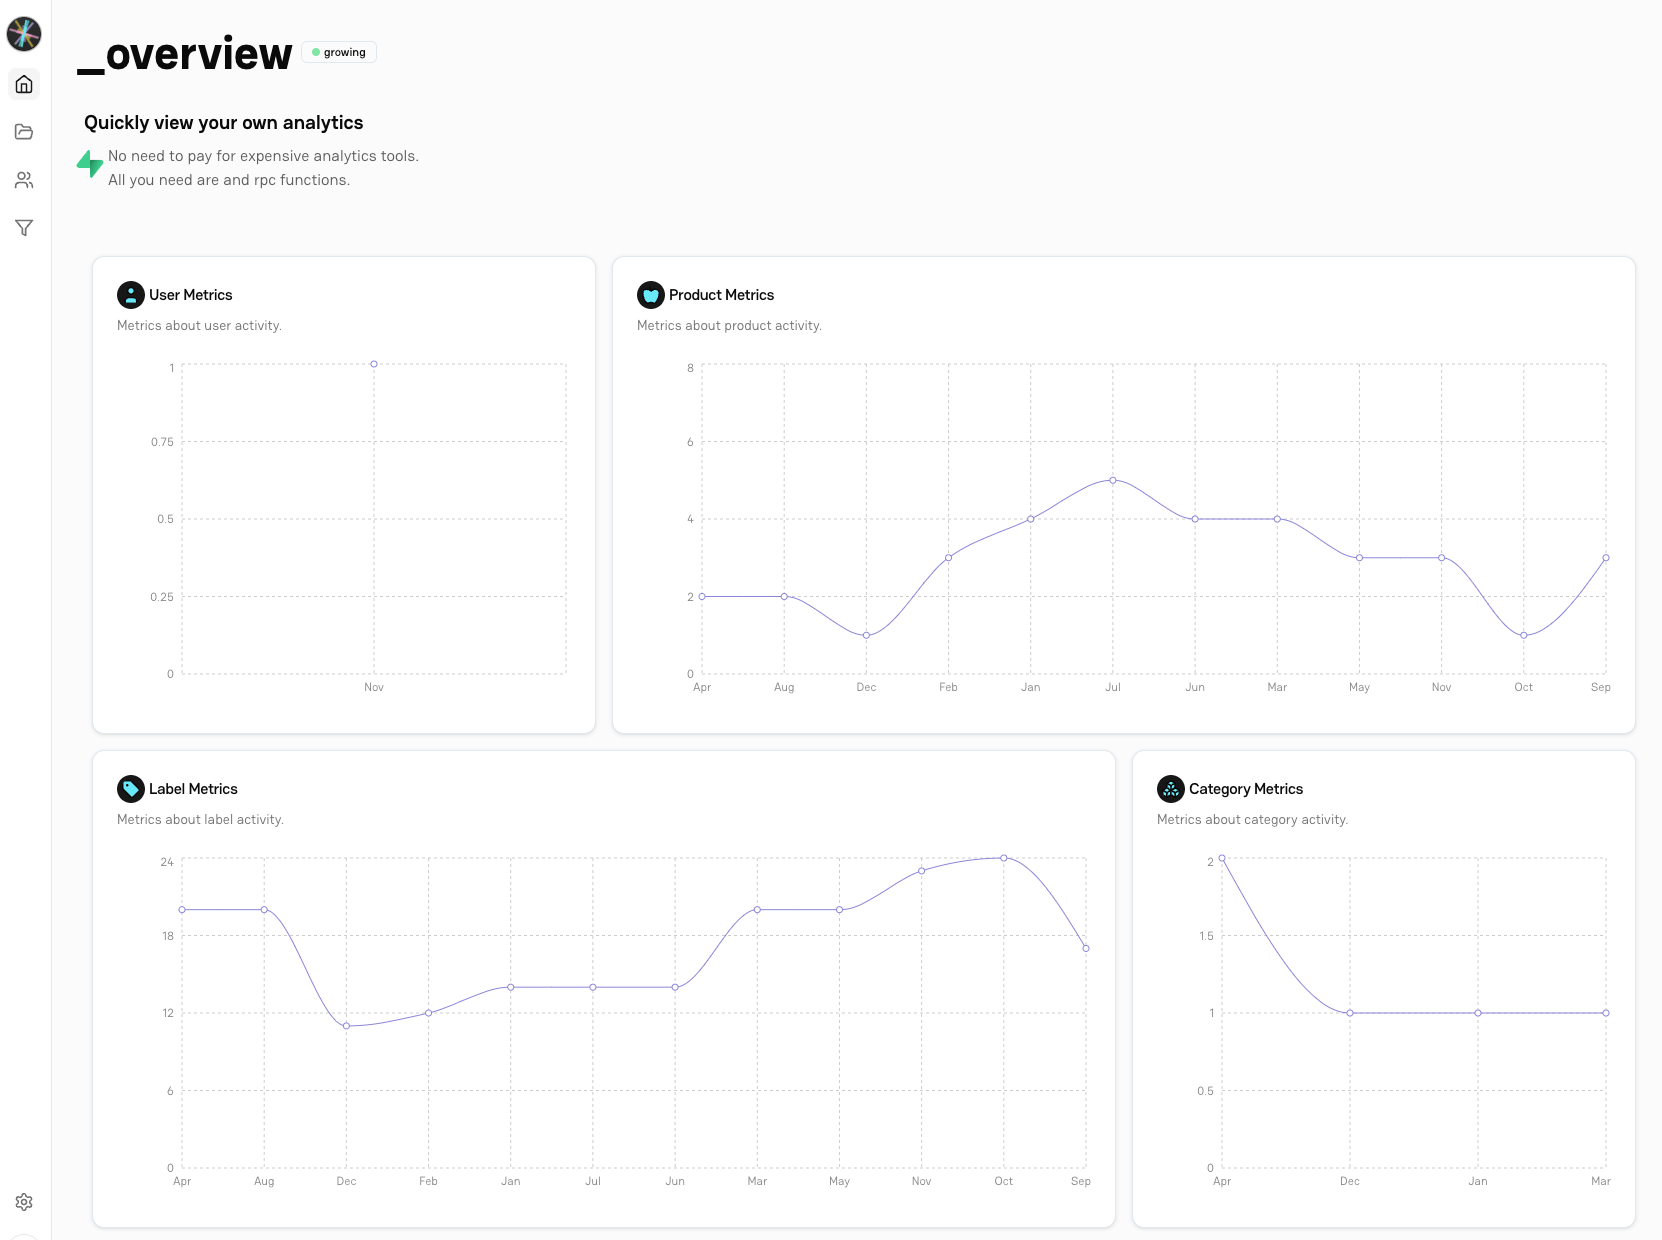 _overview
growing
Quickly view your own analytics
No need to pay for expensive analytics tools.
All you need are and rpc functions.
User Metrics
Metrics about user activity.
1
0.75
0.5
0.25
0
Nov
Product Metrics
Metrics about product activity.
8
6
4
2
0
Apr Aug Dec Feb Jan Jul Jun Mar May Nov Oct Sep
Label Metrics
Metrics about label activity.
24
18
12
6
0
Apr Aug Dec Feb Jan Jul Jun Mar May Nov Oct Sep
Category Metrics
Metrics about category activity.
2
1.5
1
0.5
0
Apr Dec Jan Mar